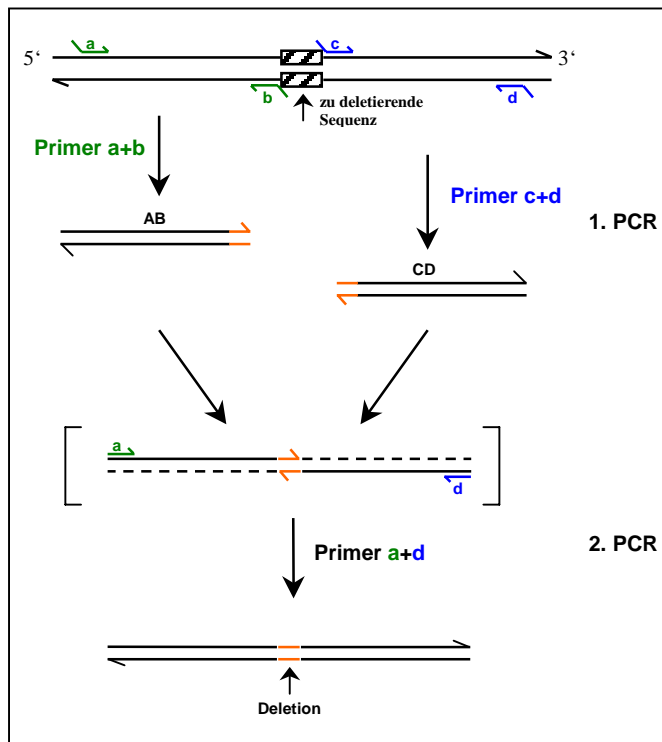 a
c
5‘
3‘
b
d
zu deletierende
Sequenz
Primer a+b
Primer c+d
1. PCR
AB
CD
a
d
Primer a+d
2. PCR
Deletion